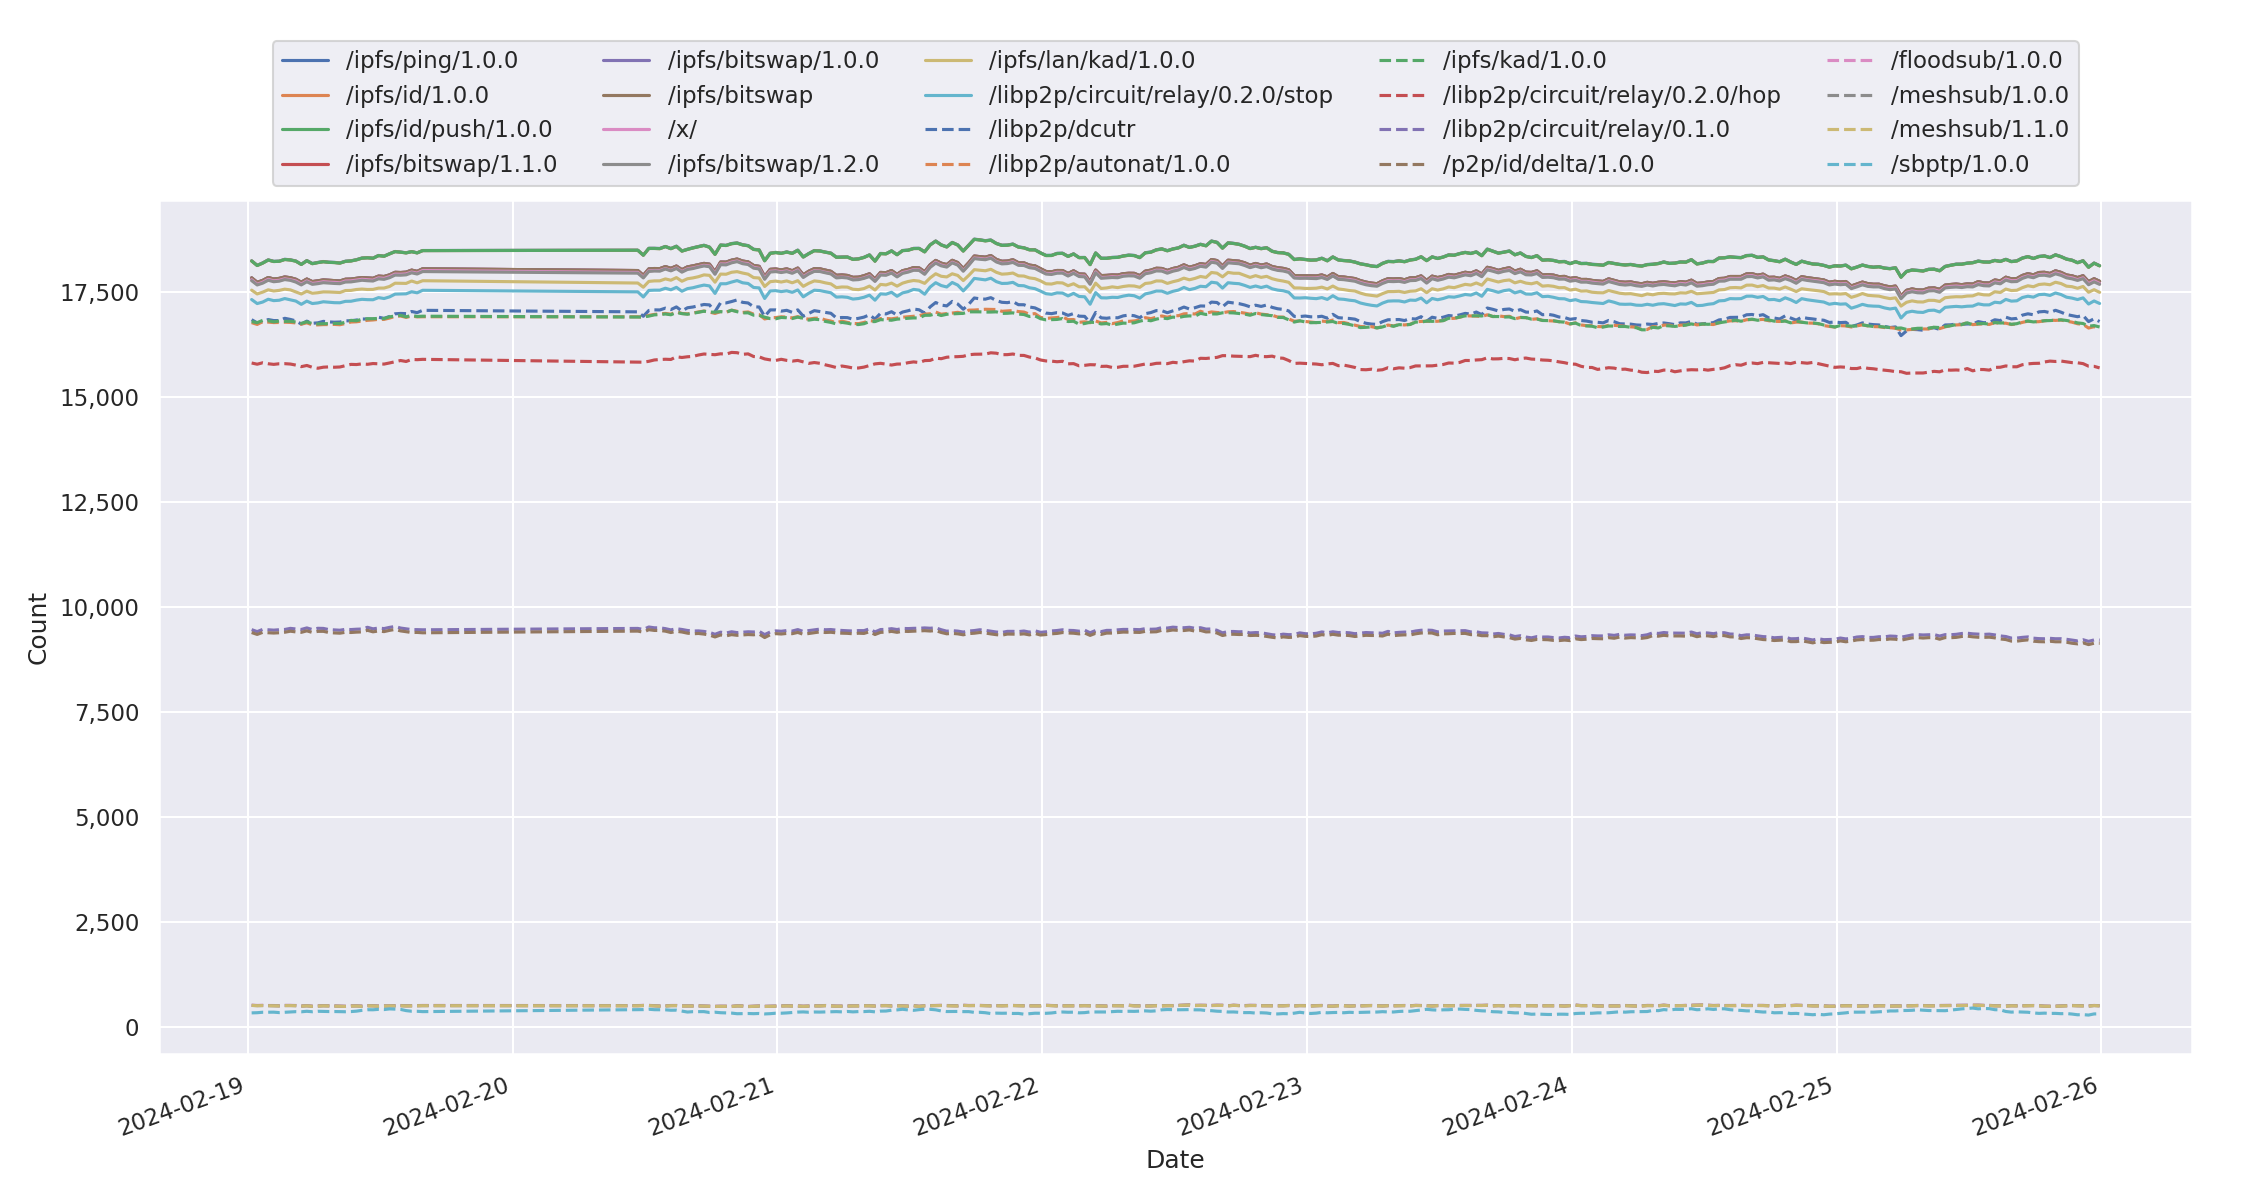 /ipfs/ping/1.0.0
/ipfs/id/1.0.0
/ipfs/id/push/1.0.0
/ipfs/bitswap/1.1.0
/ipfs/bitswap/1.0.0
/ipfs/bitswap
/x/
/ipfs/bitswap/1.2.0
/ipfs/lan/kad/1.0.0
/libp2p/circuit/relay/0.2.0/stop
/libp2p/dcutr
/libp2p/autonat/1.0.0
/ipfs/kad/1.0.0
/libp2p/circuit/relay/0.2.0/hop
/libp2p/circuit/relay/0.1.0
/p2p/id/delta/1.0.0
/floodsub/1.0.0
/meshsub/1.0.0
/meshsub/1.1.0
/sbptp/1.0.0
17,500
15,000
12,500
10,000
7,500
5,000
2,500
0
Count
2024-02-19
2024-02-20
2024-02-21
2024-02-22
2024-02-23
2024-02-24
2024-02-25
2024-02-26
Date